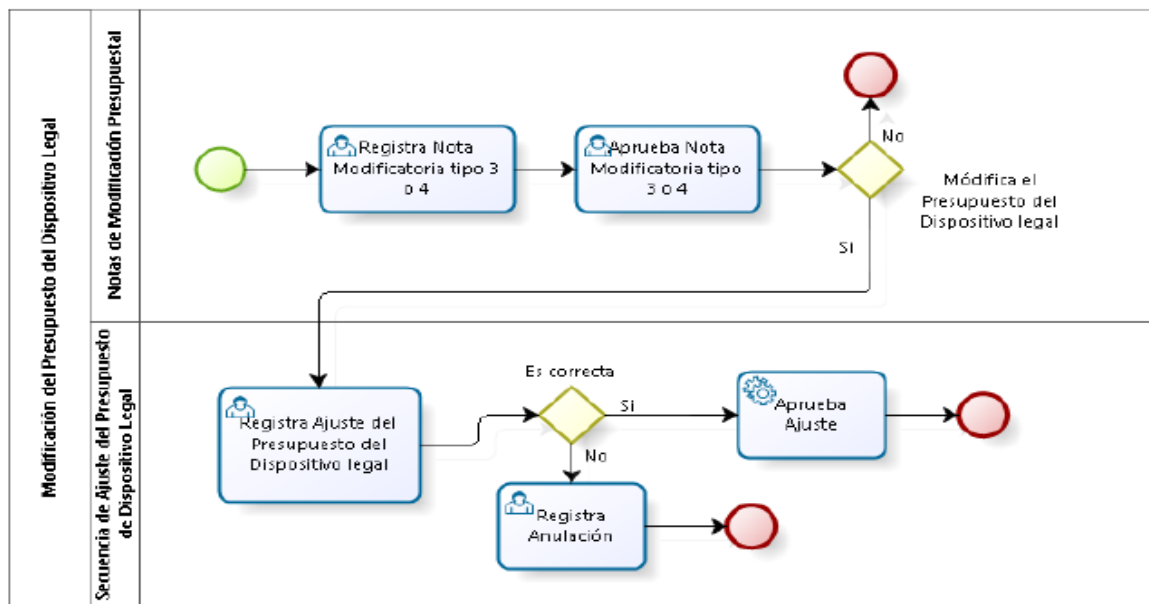 Modificación del Presupuesto del Dispositivo Legal
Notas de Modificación Presupuestal
Registra Nota
Modificatoria tipo 3
o 4
Aprueba Nota
Modificatoria tipo
3 o 4
No
Módifica el
Presupuesto del
Dispositivo legal
Si
Secuencia de Ajuste del Presupuesto
de Dispositivo Legal
Registra Ajuste del
Presupuesto del
Dispositivo legal
Es correcta
Si
No
Aprueba
Ajuste
Registra
Anulación